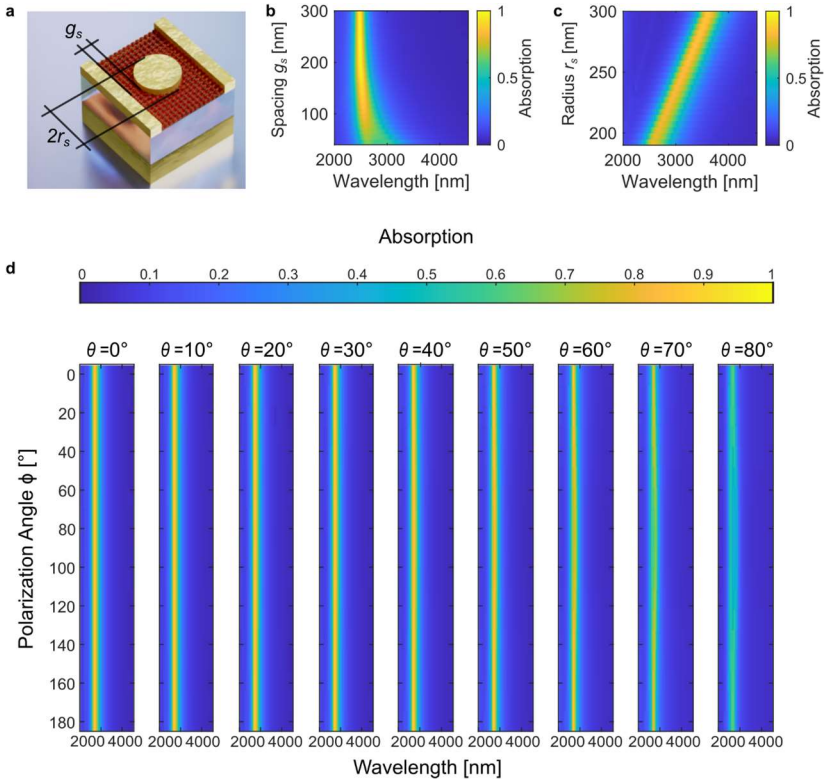 a
g_s
2r_s
b
300
200
100
2000 3000 4000
Spacing g_s [nm]
Wavelength [nm]
1
0.5
0
Absorption
c
300
250
200
2000 3000 4000
Radius r_s [nm]
Wavelength [nm]
1
0.5
0
Absorption
Absorption
d
0 0.1 0.2 0.3 0.4 0.5 0.6 0.7 0.8 0.9 1
θ=0° θ=10° θ=20° θ=30° θ=40° θ=50° θ=60° θ=70° θ=80°
Polarization Angle ϕ [°]
0
20
40
60
80
100
120
140
160
180
2000 4000 2000 4000 2000 4000 2000 4000 2000 4000 2000 4000 2000 4000 2000 4000 2000 4000
Wavelength [nm]